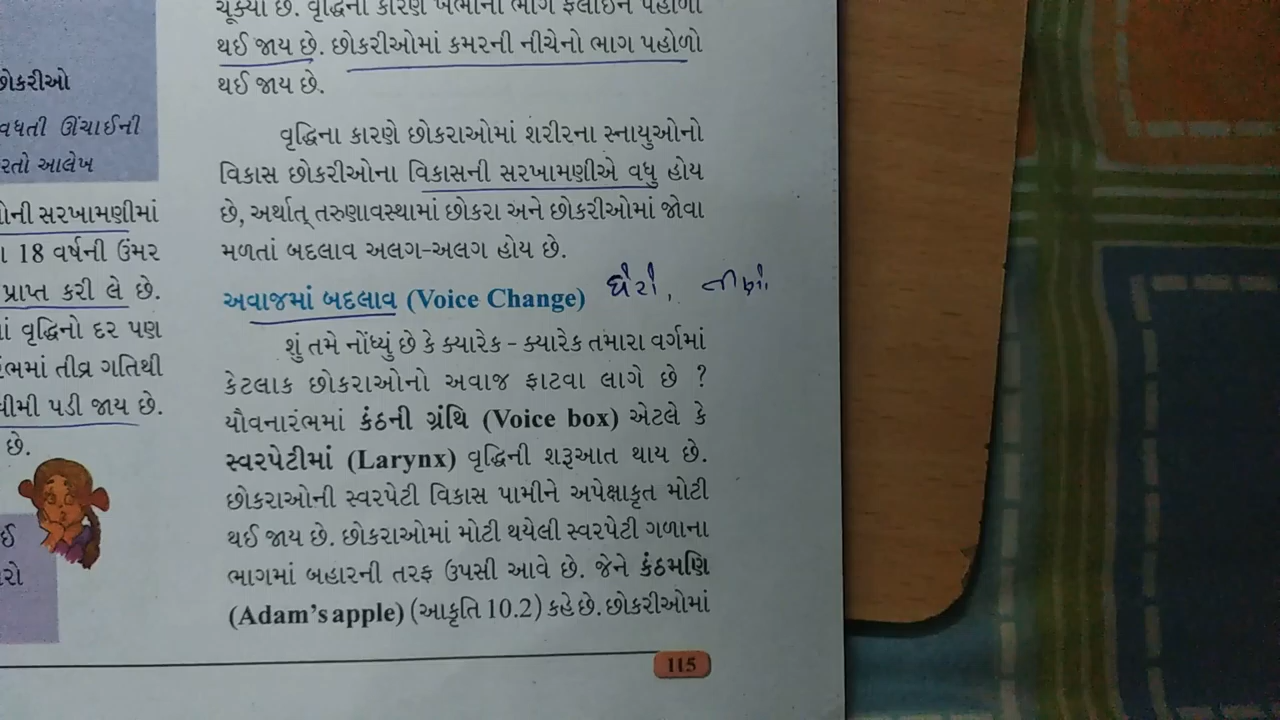 છોકરીઓ
વધતી ઊંચાઈની
રતો આલેખ
ની સરખામણીમાં
18 વર્ષની ઉંમર
પ્રાપ્ત કરી લે છે.
વૃદ્ધિનો દર પણ
તીવ્ર ગતિથી
પડી જાય છે.
છે.
ચૂક્યા છે. વૃદ્ધિના કારણે ખભાનો ભાગ ફેલાઈને પહોળો
થઈ જાય છે. છોકરીઓમાં કમરની નીચેનો ભાગ પહોળો
થઈ જાય છે.
વૃદ્ધિના કારણે છોકરાઓમાં શરીરના સ્નાયુઓનો
વિકાસ છોકરીઓના વિકાસની સરખામણીએ વધુ હોય
છે, અર્થાત્ તરુણાવસ્થામાં છોકરા અને છોકરીઓમાં જોવા
મળતાં બદલાવ અલગ-અલગ હોય છે.
અવાજમાં બદલાવ (Voice Change) ઘેરો, તીણો
શું તમે નોંધ્યું છે કે ક્યારેક - ક્યારેક તમારા વર્ગમાં
કેટલાક છોકરાઓનો અવાજ ફાટવા લાગે છે ?
યૌવનારંભમાં કંઠની ગ્રંથિ (Voice box) એટલે કે
સ્વરપેટીમાં (Larynx) વૃદ્ધિની શરૂઆત થાય છે.
છોકરાઓની સ્વરપેટી વિકાસ પામીને અપેક્ષાકૃત મોટી
થઈ જાય છે. છોકરાઓમાં મોટી થયેલી સ્વરપેટી ગળાના
ભાગમાં બહારની તરફ ઉપસી આવે છે. જેને કંઠમણિ
(Adam's apple) (આકૃતિ 10.2) કહે છે. છોકરીઓમાં
115